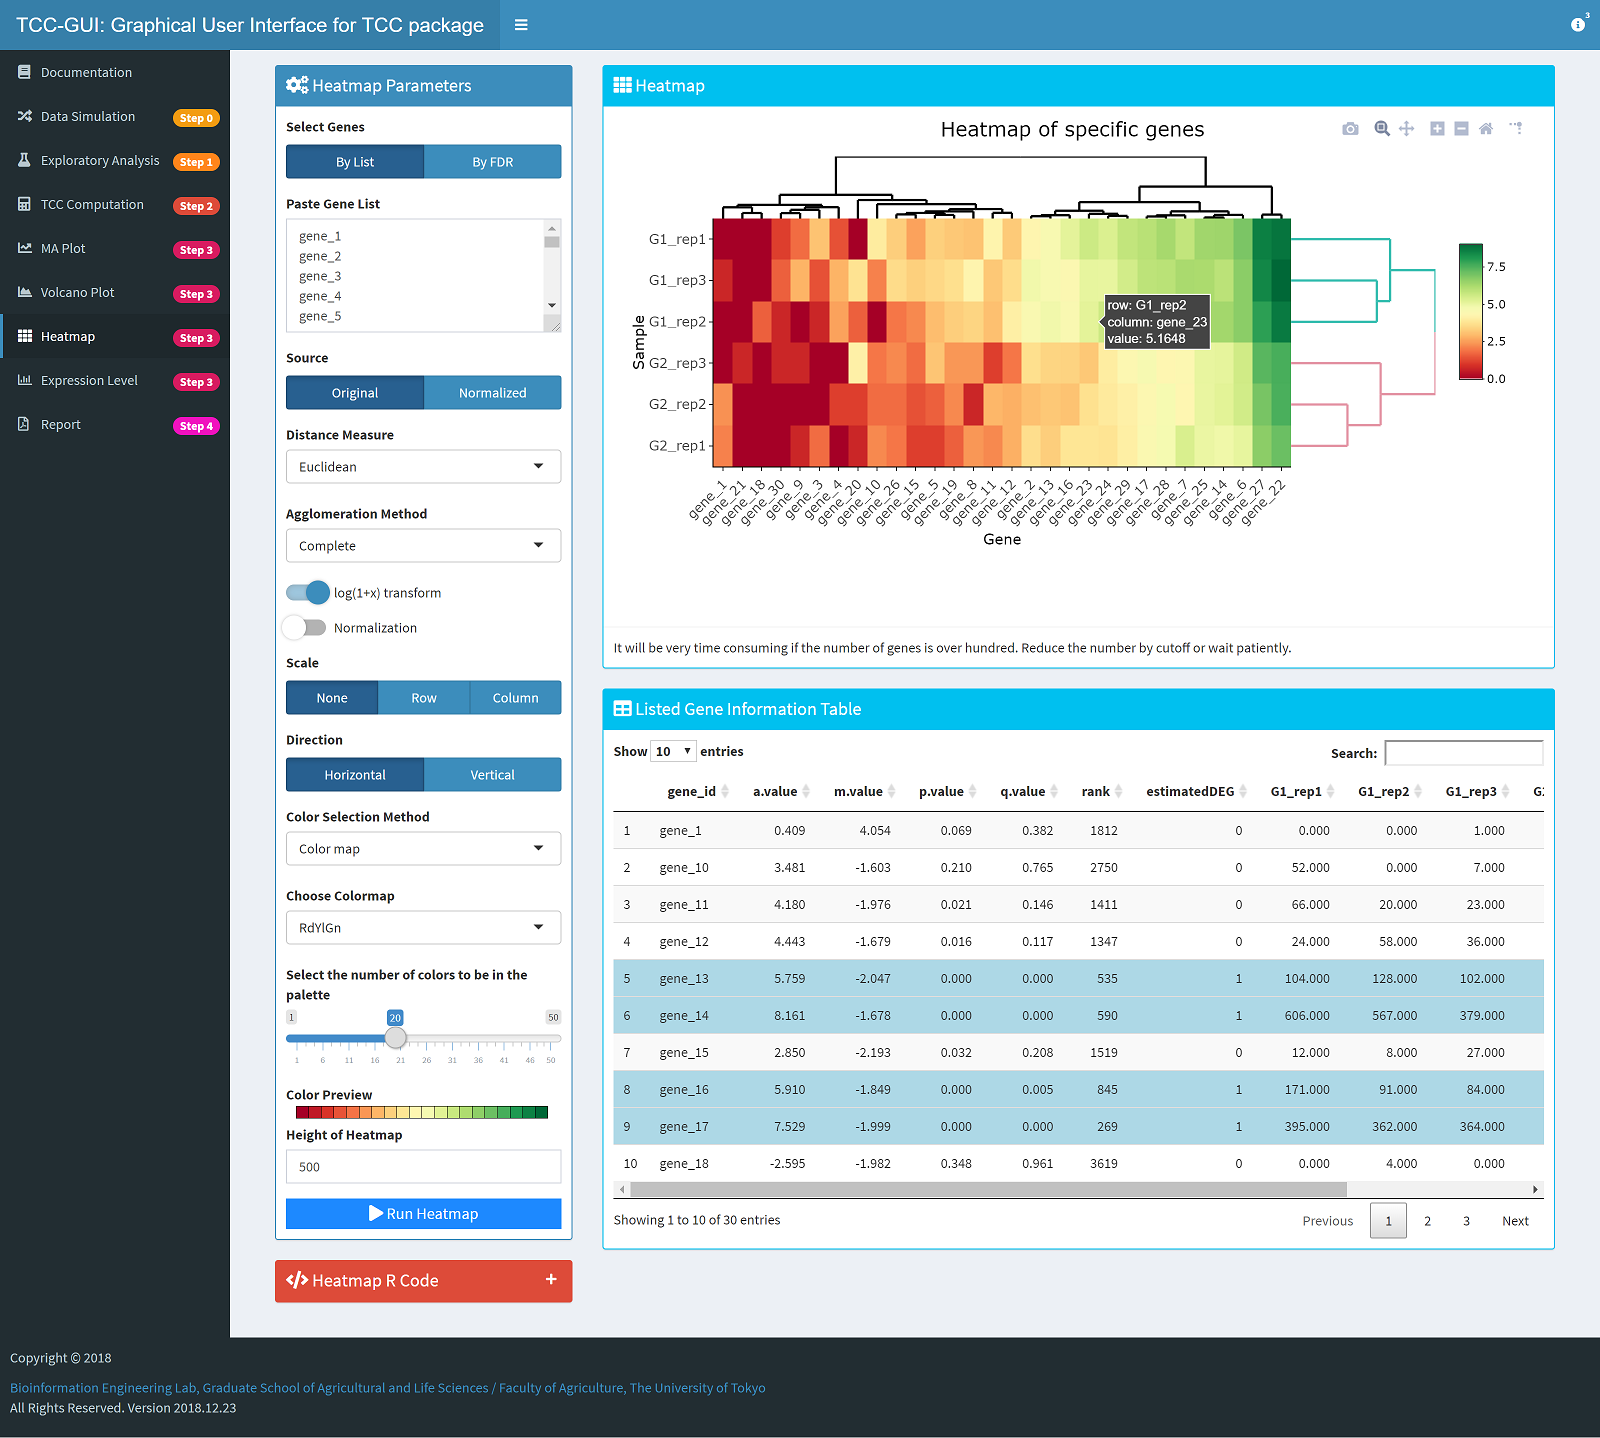 TCC-GUI: Graphical User Interface for TCC package
3
Documentation
Data Simulation Step 0
Exploratory Analysis Step 1
TCC Computation Step 2
MA Plot Step 3
Volcano Plot Step 3
Heatmap Step 3
Expression Level Step 3
Report Step 4
Heatmap Parameters
Select Genes
By List By FDR
Paste Gene List
gene_1
gene_2
gene_3
gene_4
gene_5
Source
Original Normalized
Distance Measure
Euclidean
Agglomeration Method
Complete
log(1+x) transform
Normalization
Scale
None Row Column
Direction
Horizontal Vertical
Color Selection Method
Color map
Choose Colormap
RdYlGn
Select the number of colors to be in the
palette
1 20 50
1 6 11 16 21 26 31 36 41 46 50
Color Preview
Height of Heatmap
500
Run Heatmap
Heatmap R Code +
Heatmap
Heatmap of specific genes
Sample
G1_rep1
G1_rep3
G1_rep2
G2_rep3
G2_rep2
G2_rep1
row: G1_rep2
column: gene_23
value: 5.1648
7.5
5.0
2.5
0.0
gene_1 gene_21 gene_18 gene_30 gene_9 gene_3 gene_4 gene_20 gene_10 gene_26 gene_15 gene_5 gene_19 gene_8 gene_11 gene_12 gene_2 gene_13 gene_16 gene_23 gene_24 gene_29 gene_17 gene_28 gene_7 gene_25 gene_14 gene_6 gene_27 gene_22
Gene
It will be very time consuming if the number of genes is over hundred. Reduce the number by cutoff or wait patiently.
Listed Gene Information Table
Show 10 entries Search:
gene_id a.value m.value p.value q.value rank estimatedDEG G1_rep1 G1_rep2 G1_rep3
1 gene_1 0.409 4.054 0.069 0.382 1812 0 0.000 0.000 1.000
2 gene_10 3.481 -1.603 0.210 0.765 2750 0 52.000 0.000 7.000
3 gene_11 4.180 -1.976 0.021 0.146 1411 0 66.000 20.000 23.000
4 gene_12 4.443 -1.679 0.016 0.117 1347 0 24.000 58.000 36.000
5 gene_13 5.759 -2.047 0.000 0.000 535 1 104.000 128.000 102.000
6 gene_14 8.161 -1.678 0.000 0.000 590 1 606.000 567.000 379.000
7 gene_15 2.850 -2.193 0.032 0.208 1519 0 12.000 8.000 27.000
8 gene_16 5.910 -1.849 0.000 0.005 845 1 171.000 91.000 84.000
9 gene_17 7.529 -1.999 0.000 0.000 269 1 395.000 362.000 364.000
10 gene_18 -2.595 -1.982 0.348 0.961 3619 0 0.000 4.000 0.000
Showing 1 to 10 of 30 entries Previous 1 2 3 Next
Copyright © 2018
Bioinformation Engineering Lab, Graduate School of Agricultural and Life Sciences / Faculty of Agriculture, The University of Tokyo
All Rights Reserved. Version 2018.12.23